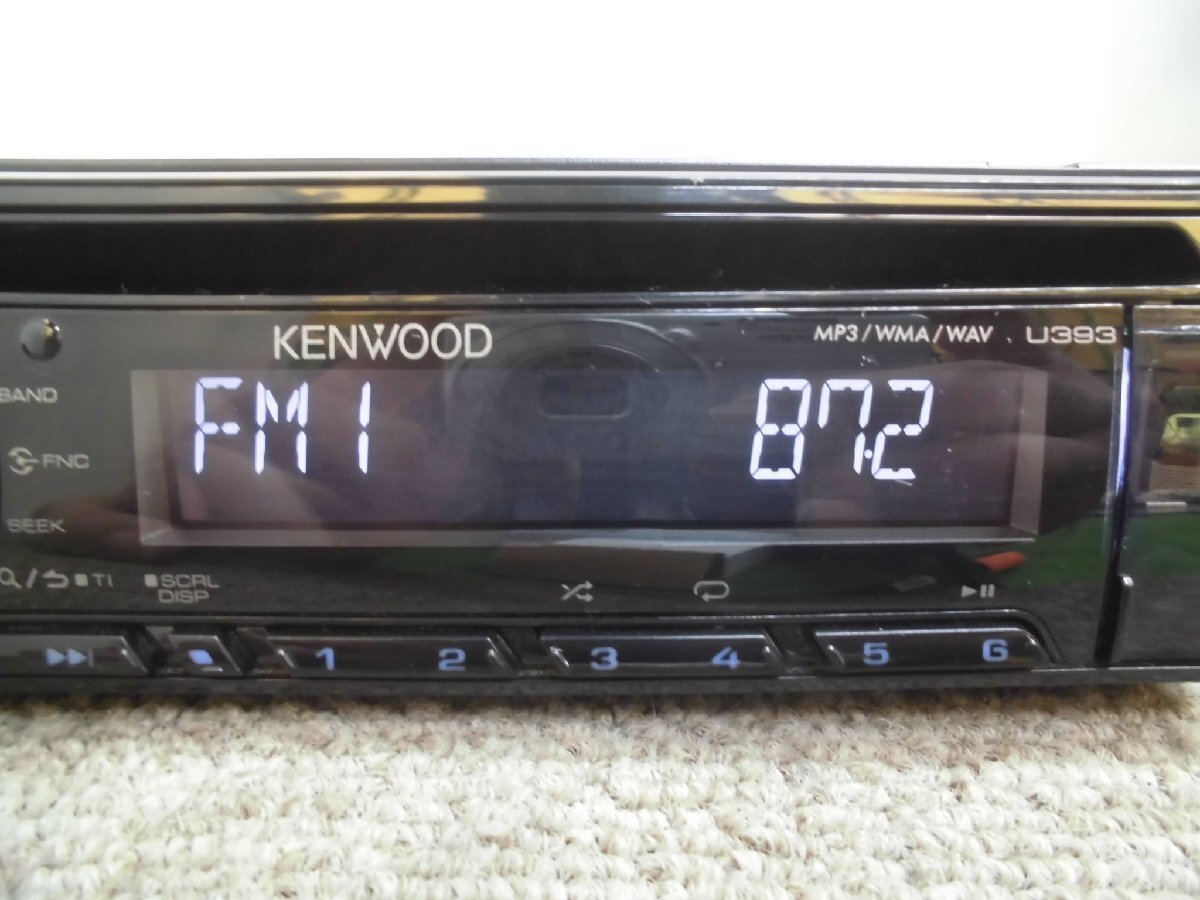 KENWOOD MP3/WMA/WAV U393
BAND
FM1 87.2
FNC
SEEK
/ ■TI ■SCRL
DISP
1 2 3 4 5 6